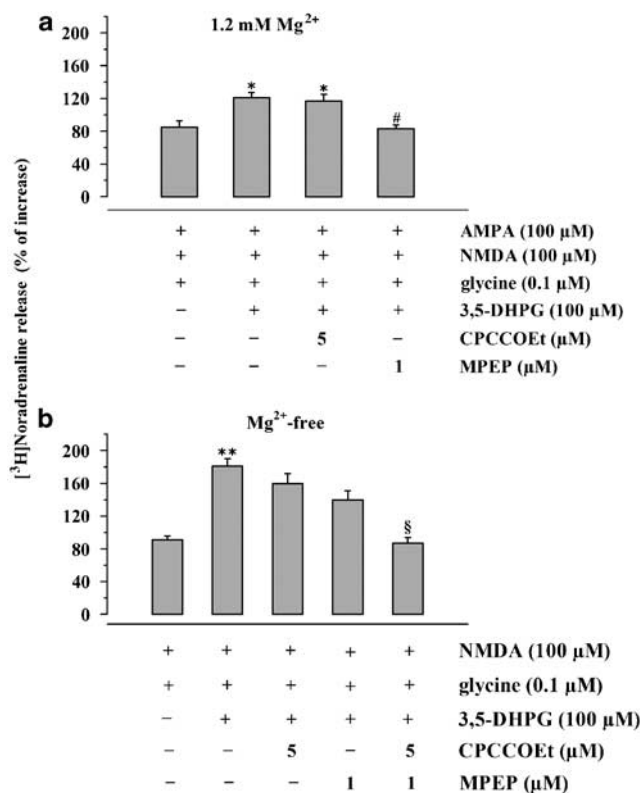 a
1.2 mM Mg²⁺
[³H]Noradrenaline release (% of increase)
200
160
120
80
40
0
* * #
+ + + + AMPA (100 µM)
+ + + + NMDA (100 µM)
+ + + + glycine (0.1 µM)
– + + + 3,5-DHPG (100 µM)
– – 5 – CPCCOEt (µM)
– – – 1 MPEP (µM)
b
Mg²⁺-free
200
160
120
80
40
0
** §
+ + + + + NMDA (100 µM)
+ + + + + glycine (0.1 µM)
– + + + + 3,5-DHPG (100 µM)
– – 5 – 5 CPCCOEt (µM)
– – – 1 1 MPEP (µM)